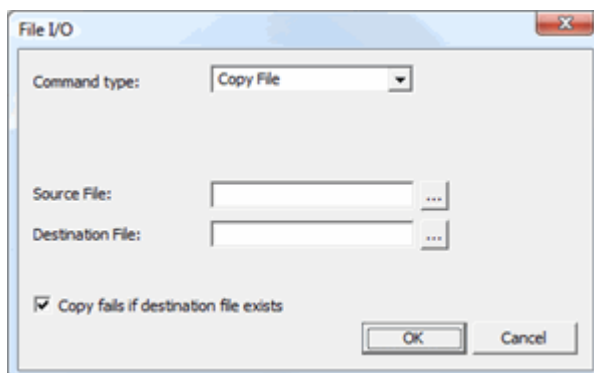 File I/O
Command type: Copy File
Source File: ...
Destination File: ...
Copy fails if destination file exists
OK Cancel